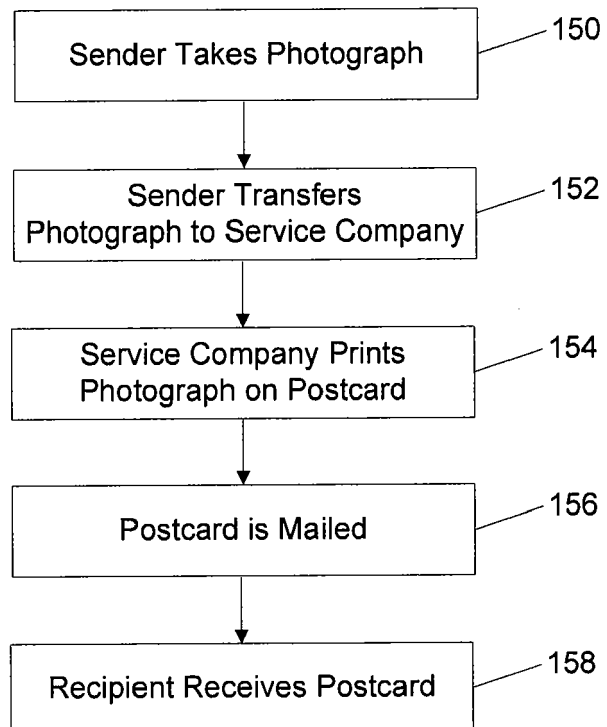 Sender Takes Photograph
150
Sender Transfers
Photograph to Service Company
152
Service Company Prints
Photograph on Postcard
154
Postcard is Mailed
156
Recipient Receives Postcard
158